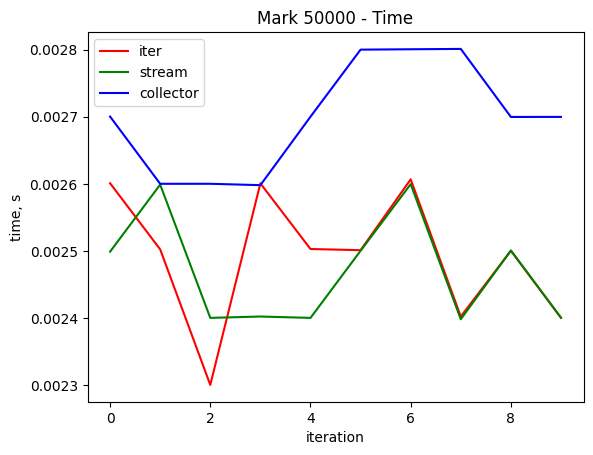 Mark 50000 - Time
iter
stream
collector
time, s
0.0028
0.0027
0.0026
0.0025
0.0024
0.0023
0 2 4 6 8
iteration